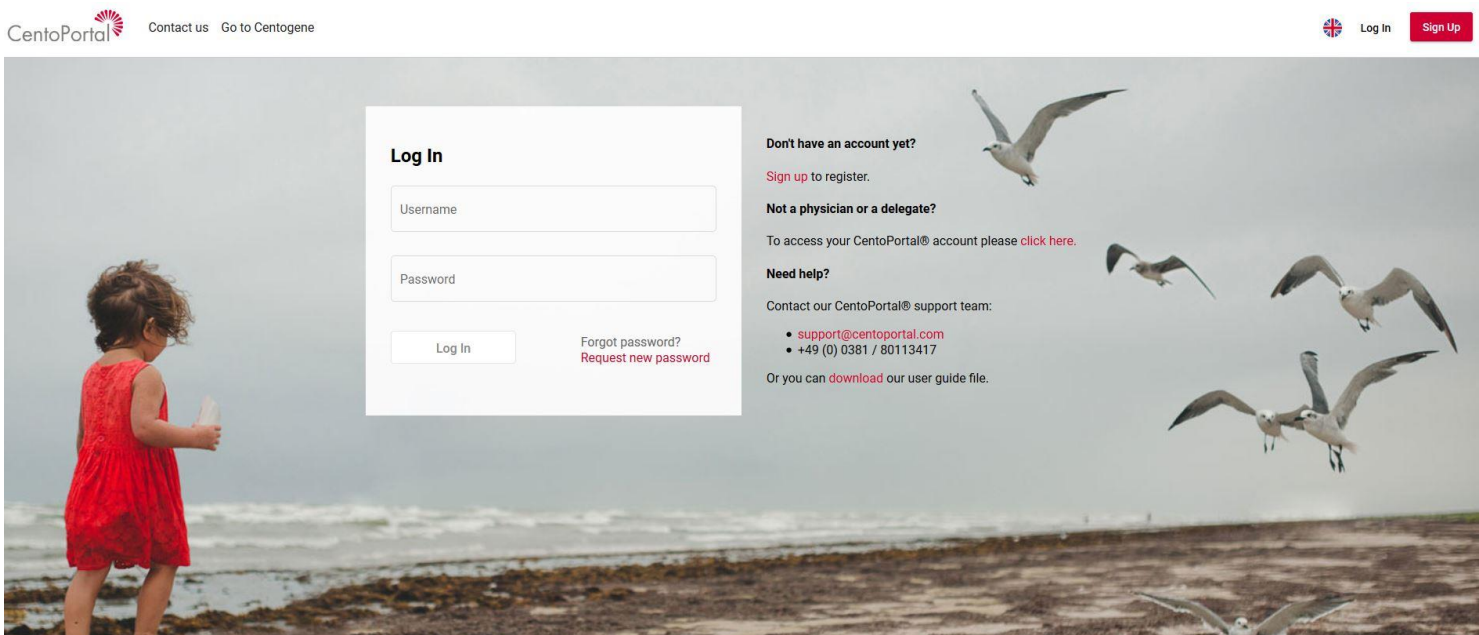 CentoPortal
Contact us Go to Centogene
Log In
Sign Up
Log In
Username
Password
Log In
Forgot password?
Request new password
Don't have an account yet?
Sign up to register.
Not a physician or a delegate?
To access your CentoPortal® account please click here.
Need help?
Contact our CentoPortal® support team:
• support@centoportal.com
• +49 (0) 0381 / 80113417
Or you can download our user guide file.